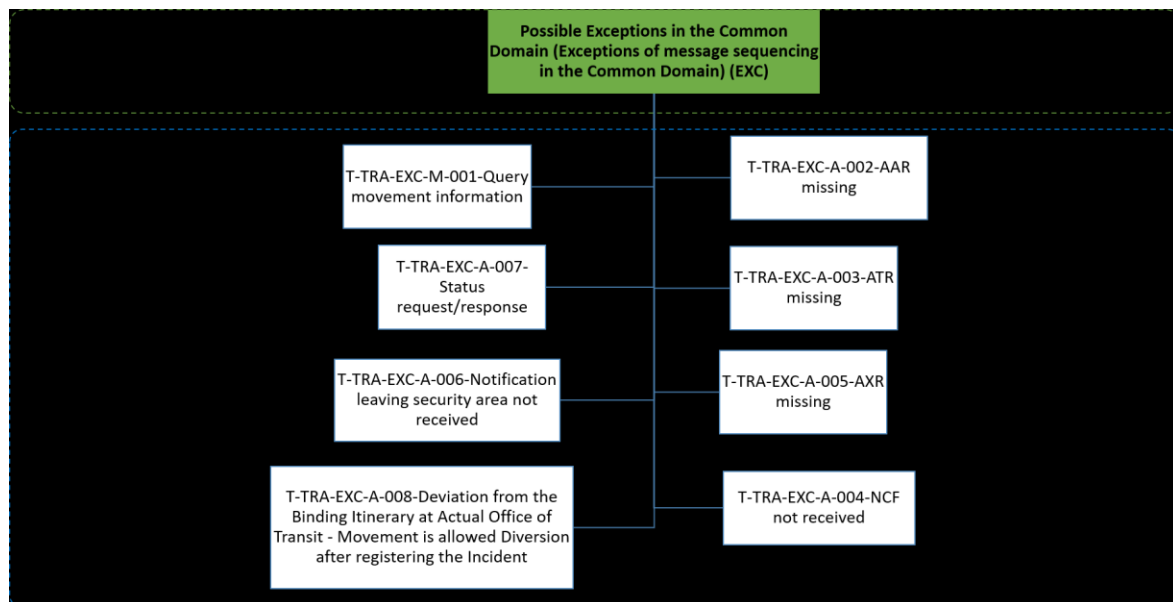 Possible Exceptions in the Common
Domain (Exceptions of message sequencing
in the Common Domain) (EXC)
T-TRA-EXC-M-001-Query
movement information
T-TRA-EXC-A-002-AAR
missing
T-TRA-EXC-A-007-
Status
request/response
T-TRA-EXC-A-003-ATR
missing
T-TRA-EXC-A-006-Notification
leaving security area not
received
T-TRA-EXC-A-005-AXR
missing
T-TRA-EXC-A-008-Deviation from the
Binding Itinerary at Actual Office of
Transit - Movement is allowed Diversion
after registering the Incident
T-TRA-EXC-A-004-NCF
not received